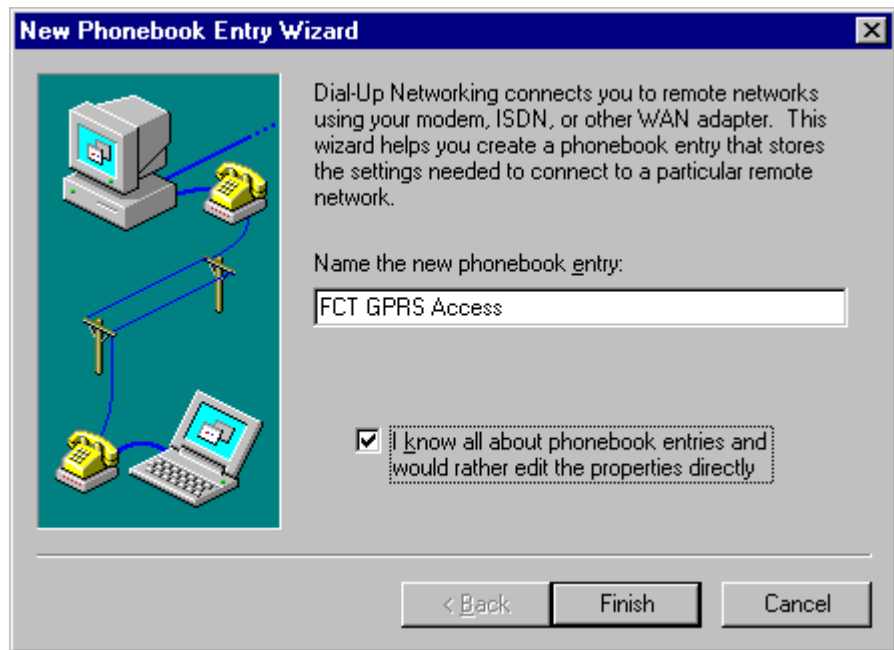 New Phonebook Entry Wizard
Dial-Up Networking connects you to remote networks
using your modem, ISDN, or other WAN adapter. This
wizard helps you create a phonebook entry that stores
the settings needed to connect to a particular remote
network.
Name the new phonebook entry:
FCT GPRS Access
I know all about phonebook entries and
would rather edit the properties directly
< Back
Finish
Cancel